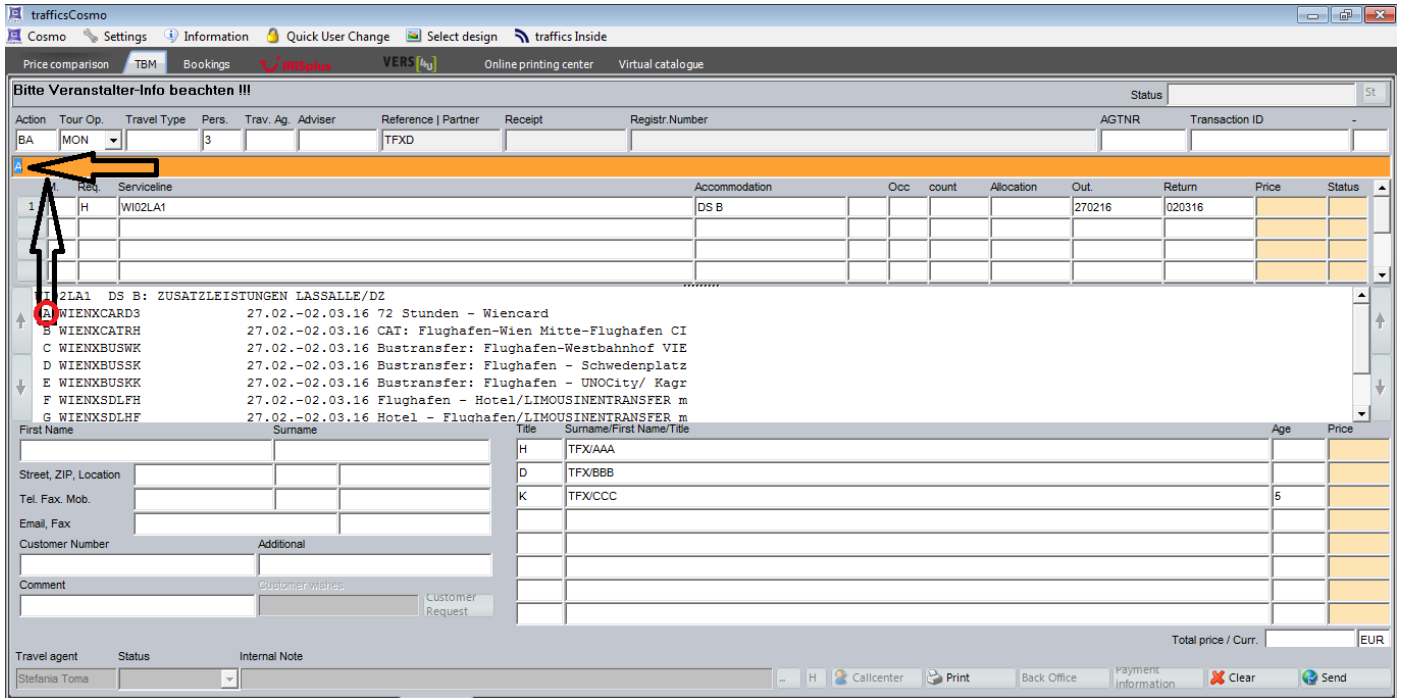 trafficsCosmo
Cosmo Settings Information Quick User Change Select design traffics Inside
Price comparison TBM Bookings IRISplus VERS[4U] Online printing center Virtual catalogue
Bitte Veranstalter-Info beachten !!! Status St
Action Tour Op. Travel Type Pers. Trav. Ag. Adviser Reference | Partner Receipt Registr.Number AGTNR Transaction ID -
BA MON 3 TFXD
A
M. Req. Serviceline Accommodation Occ count Allocation Out. Return Price Status
1 H WI02LA1 DS B 270216 020316
WI02LA1 DS B: ZUSATZLEISTUNGEN LASSALLE/DZ
A WIENXCARD3 27.02.-02.03.16 72 Stunden - Wiencard
B WIENXCATRH 27.02.-02.03.16 CAT: Flughafen-Wien Mitte-Flughafen CI
C WIENXBUSWK 27.02.-02.03.16 Bustransfer: Flughafen-Westbahnhof VIE
D WIENXBUSSK 27.02.-02.03.16 Bustransfer: Flughafen - Schwedenplatz
E WIENXBUSKK 27.02.-02.03.16 Bustransfer: Flughafen - UNOCity/ Kagr
F WIENXSDLFH 27.02.-02.03.16 Flughafen - Hotel/LIMOUSINENTRANSFER m
G WIENXSDLHF 27.02.-02.03.16 Hotel - Flughafen/LIMOUSINENTRANSFER m
First Name Surname Title Surname/First Name/Title Age Price
H TFX/AAA
Street, ZIP, Location D TFX/BBB
Tel. Fax. Mob. K TFX/CCC 5
Email, Fax
Customer Number Additional
Comment Customer wishes
Customer Request
Total price / Curr. EUR
Travel agent Status Internal Note
Stefania Toma ... H Callcenter Print Back Office Payment information Clear Send